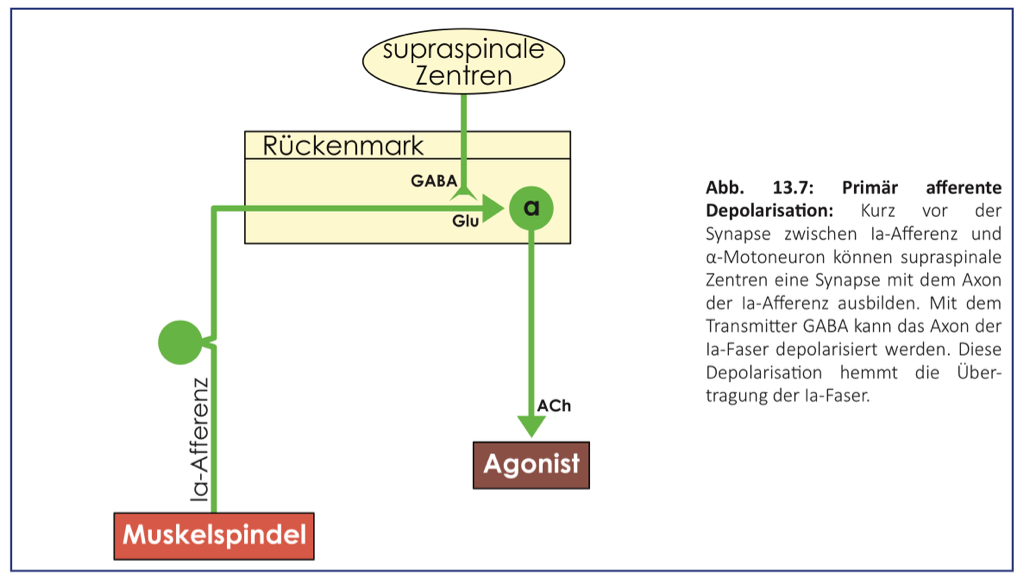 supraspinale
Zentren
Rückenmark
GABA
Glu
α
ACh
Agonist
Ia-Afferenz
Muskelspindel
Abb. 13.7: Primär afferente
Depolarisation: Kurz vor der
Synapse zwischen Ia-Afferenz und
α-Motoneuron können supraspinale
Zentren eine Synapse mit dem Axon
der Ia-Afferenz ausbilden. Mit dem
Transmitter GABA kann das Axon der
Ia-Faser depolarisiert werden. Diese
Depolarisation hemmt die Über-
tragung der Ia-Faser.